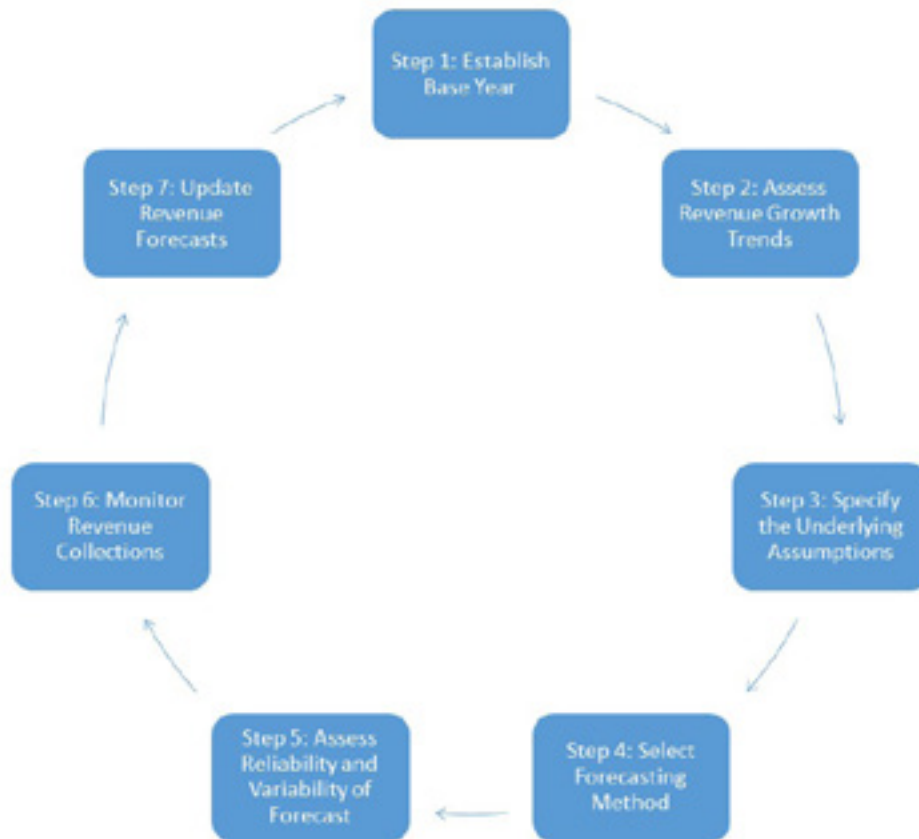 Step 1: Establish
Base Year
Step 2: Assess
Revenue Growth
Trends
Step 3: Specify
the Underlying
Assumptions
Step 4: Select
Forecasting
Method
Step 5: Assess
Reliability and
Variability of
Forecast
Step 6: Monitor
Revenue
Collections
Step 7: Update
Revenue
Forecasts